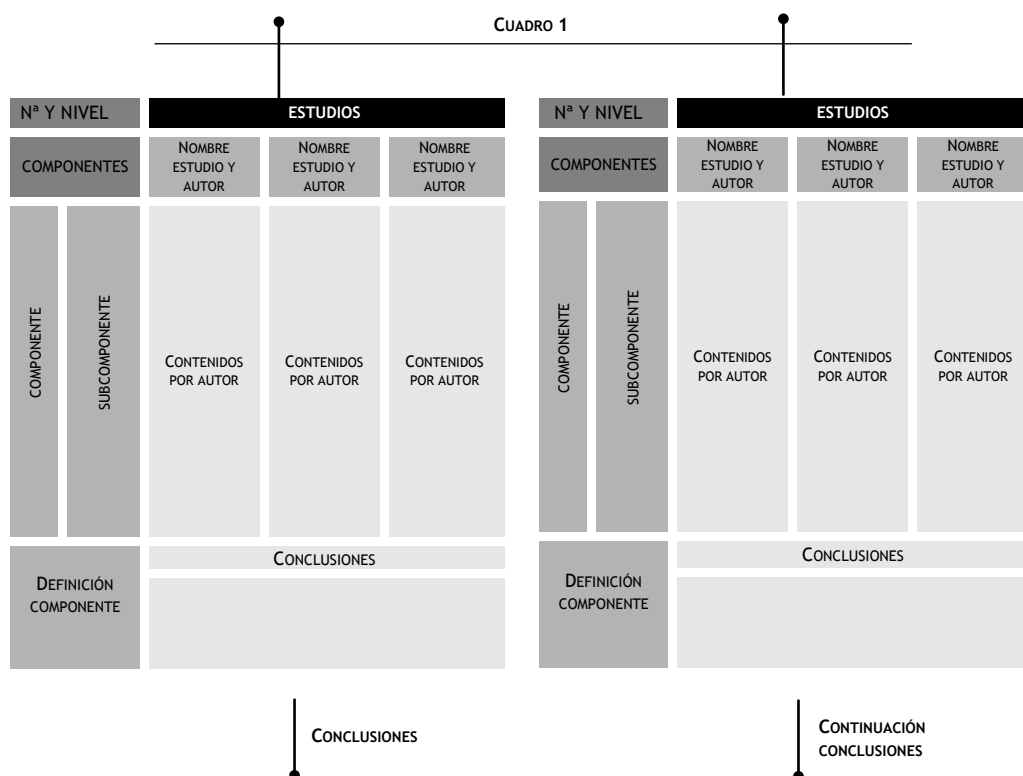 CUADRO 1
Nª Y NIVEL
ESTUDIOS
COMPONENTES
NOMBRE
ESTUDIO Y
AUTOR
NOMBRE
ESTUDIO Y
AUTOR
NOMBRE
ESTUDIO Y
AUTOR
COMPONENTE
SUBCOMPONENTE
CONTENIDOS
POR AUTOR
CONTENIDOS
POR AUTOR
CONTENIDOS
POR AUTOR
DEFINICIÓN
COMPONENTE
CONCLUSIONES
CONCLUSIONES
Nª Y NIVEL
ESTUDIOS
COMPONENTES
NOMBRE
ESTUDIO Y
AUTOR
NOMBRE
ESTUDIO Y
AUTOR
NOMBRE
ESTUDIO Y
AUTOR
COMPONENTE
SUBCOMPONENTE
CONTENIDOS
POR AUTOR
CONTENIDOS
POR AUTOR
CONTENIDOS
POR AUTOR
DEFINICIÓN
COMPONENTE
CONCLUSIONES
CONTINUACIÓN
CONCLUSIONES